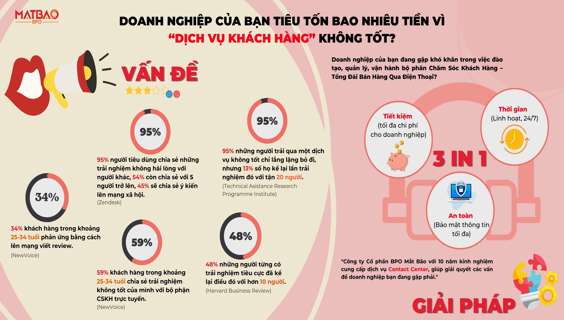 MATBAO
BPO
DOANH NGHIỆP CỦA BẠN TIÊU TỐN BAO NHIÊU TIỀN VÌ
“DỊCH VỤ KHÁCH HÀNG” KHÔNG TỐT?
VẤN ĐỀ
95%
95% người tiêu dùng chia sẻ những
trải nghiệm không hài lòng với
người khác, 54% còn chia sẻ với 5
người trở lên, 45% sẽ chia sẻ ý kiến
lên mạng xã hội.
(Zendesk)
95%
95% những người trải qua một dịch
vụ không tốt chỉ lẳng lặng bỏ đi,
nhưng 13% số họ kể lại lần trải
nghiệm đó với tận 20 người.
(Technical Asistance Research
Programme Institute)
34%
34% khách hàng trong khoảng
25-34 tuổi phản ứng bằng cách
lên mạng viết review.
(NewVoice)
59%
59% khách hàng trong khoảng
25-34 tuổi chia sẻ trải nghiệm
không tốt của mình với bộ phận
CSKH trực tuyến.
(NewVoice)
48%
48% những người từng có
trải nghiệm tiêu cực đã kể
lại điều đó với hơn 10 người.
(Harvard Business Review)
Doanh nghiệp của bạn đang gặp khó khăn trong việc đào
tạo, quản lý, vận hành bộ phận Chăm Sóc Khách Hàng –
Tổng Đài Bán Hàng Qua Điện Thoại?
Tiết kiệm
(tối đa chi phí
cho doanh nghiệp)
Thời gian
(Linh hoạt, 24/7)
3 IN 1
An toàn
(Bảo mật thông tin
tối đa)
“Công ty Cổ phần BPO Mắt Bão với 10 năm kinh nghiệm
cung cấp dịch vụ Contact Center, giúp giải quyết các vấn
đề doanh nghiệp bạn đang gặp phải.”
GIẢI PHÁP